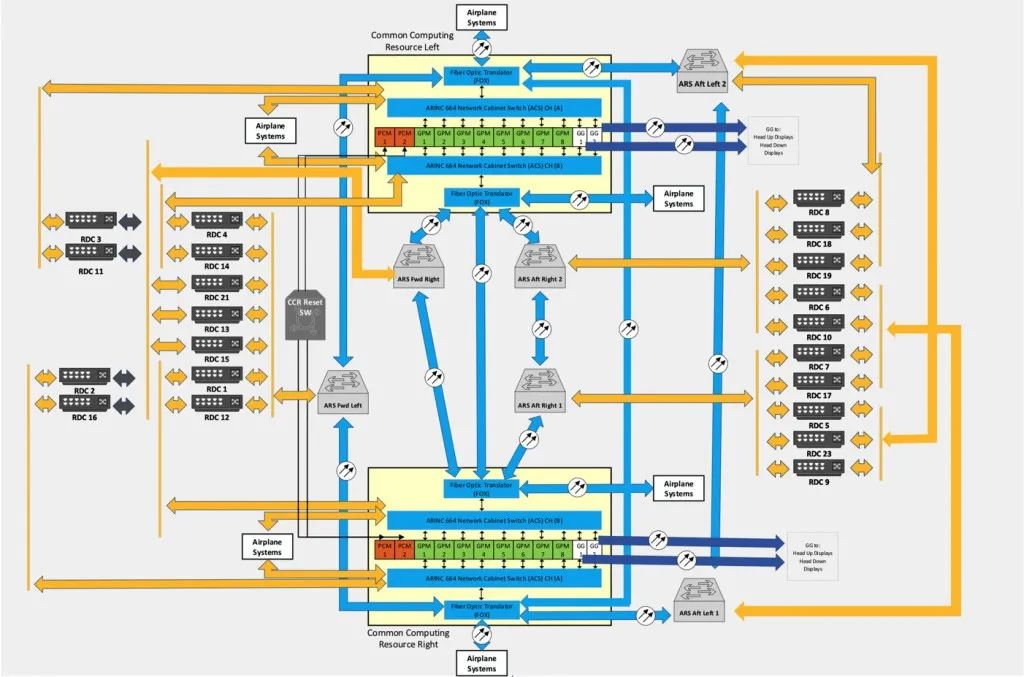 Airplane
Systems
Common Computing
Resource Left
Fiber Optic Translator
(FOX)
ARS Aft Left 2
ARINC 664 Network Cabinet Switch (ACS) CH (A)
Airplane
Systems
PCM
1
PCM
2
GPM
1
GPM
2
GPM
3
GPM
4
GPM
5
GPM
6
GPM
7
GPM
8
GG
1
GG
GG to:
Head Up Displays
Head Down
Displays
ARINC 664 Network Cabinet Switch (ACS) CH (B)
Fiber Optic Translator
(FOX)
Airplane
Systems
RDC 3
RDC 11
RDC 4
RDC 14
RDC 21
RDC 13
RDC 15
RDC 1
RDC 12
RDC 2
RDC 16
CCR Reset
SW
ARS Fwd Right
ARS Aft Right 2
ARS Fwd Left
ARS Aft Right 1
RDC 8
RDC 18
RDC 19
RDC 6
RDC 10
RDC 7
RDC 17
RDC 5
RDC 23
RDC 9
Fiber Optic Translator
(FOX)
Airplane
Systems
ARINC 664 Network Cabinet Switch (ACS) CH (B)
Airplane
Systems
PCM
1
PCM
2
GPM
1
GPM
2
GPM
3
GPM
4
GPM
5
GPM
6
GPM
7
GPM
8
GG
1
GG
GG to:
Head Up Displays
Head Down
Displays
ARINC 664 Network Cabinet Switch (ACS) CH (A)
Fiber Optic Translator
(FOX)
ARS Aft Left 1
Common Computing
Resource Right
Airplane
Systems